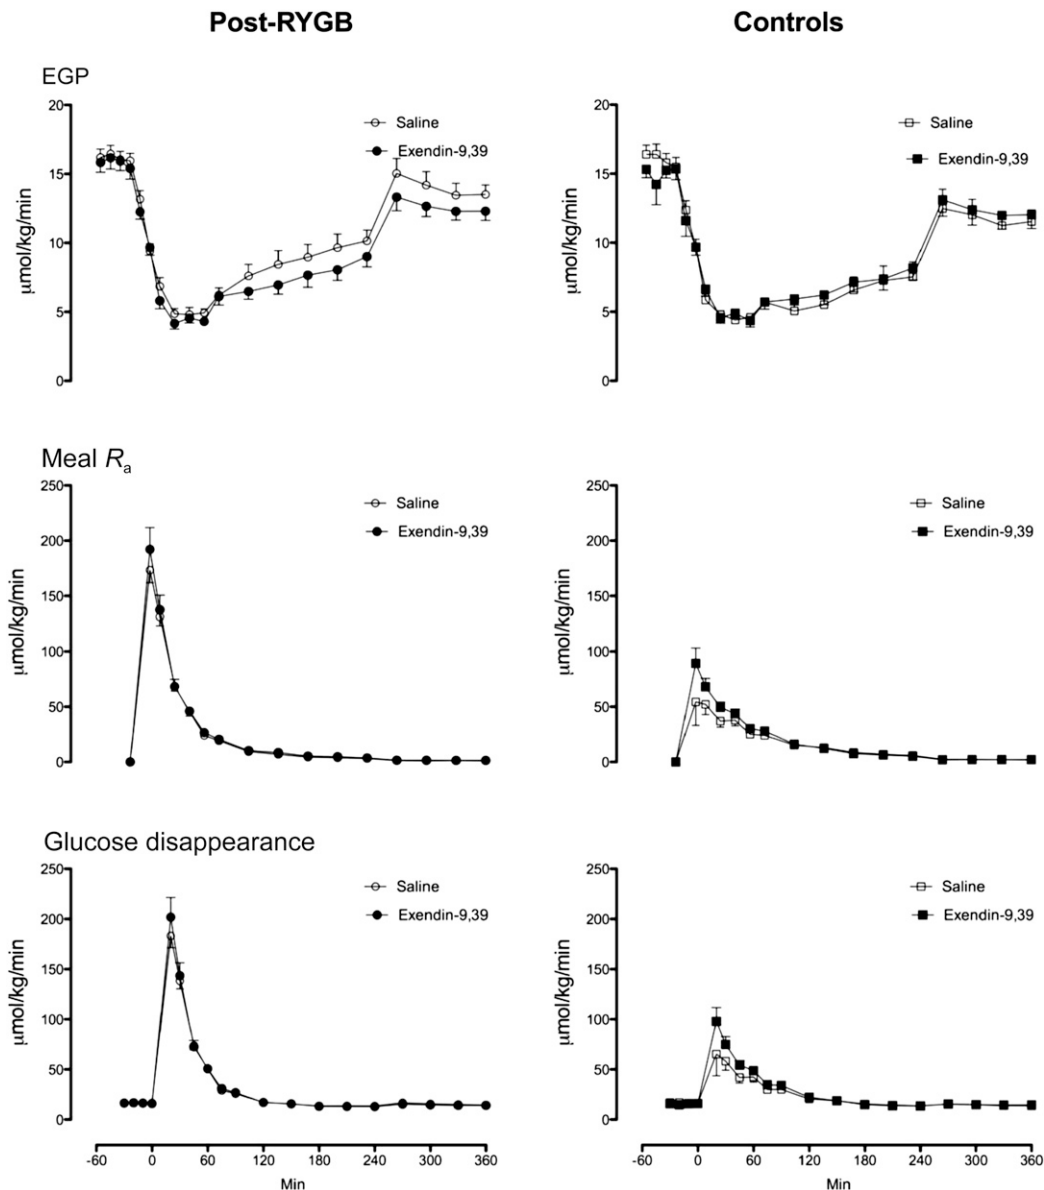 Post-RYGB Controls
EGP
20 Saline 20 Saline
15 Exendin-9,39 15 Exendin-9,39
10 10
5 5
0 0
μmol/kg/min μmol/kg/min
Meal Ra
250 Saline 250 Saline
200 Exendin-9,39 200 Exendin-9,39
150 150
100 100
50 50
0 0
μmol/kg/min μmol/kg/min
Glucose disappearance
250 Saline 250 Saline
200 Exendin-9,39 200 Exendin-9,39
150 150
100 100
50 50
0 0
μmol/kg/min μmol/kg/min
-60 0 60 120 180 240 300 360 -60 0 60 120 180 240 300 360
Min Min